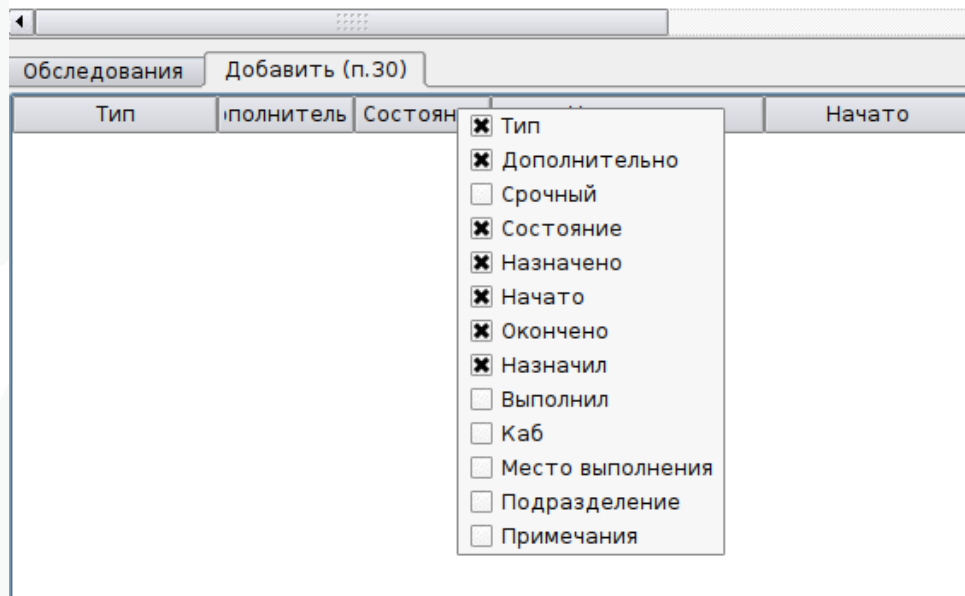 Обследования Добавить (п.30)
Тип ополнитель Состоян Начато
Тип
Дополнительно
Срочный
Состояние
Назначено
Начато
Окончено
Назначил
Выполнил
Каб
Место выполнения
Подразделение
Примечания